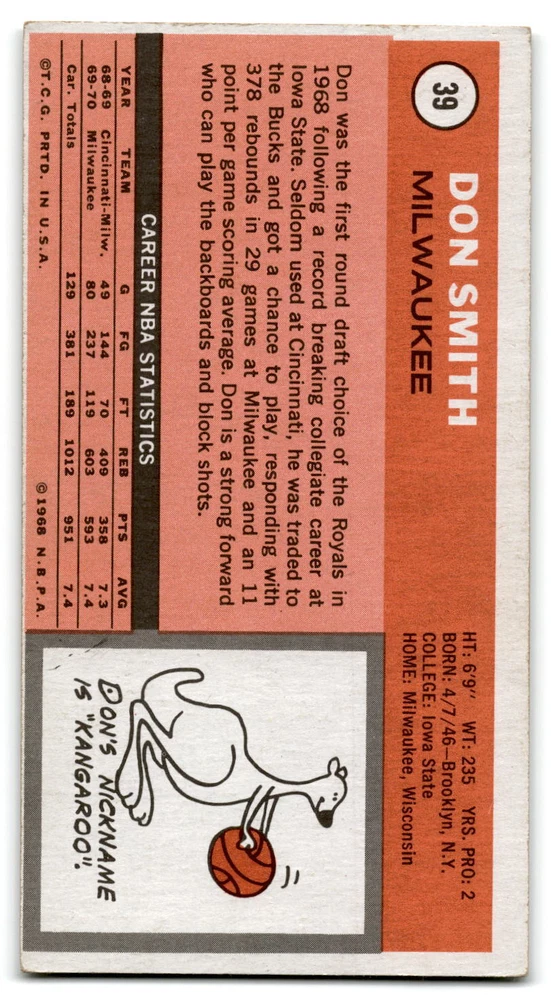 39
DON SMITH
MILWAUKEE
HT: 6'9" WT: 235 YRS. PRO: 2
BORN: 4/7/46—Brooklyn, N.Y.
COLLEGE: Iowa State
HOME: Milwaukee, Wisconsin
Don was the first round draft choice of the Royals in
1968 following a record breaking collegiate career at
Iowa State. Seldom used at Cincinnati, he was traded to
the Bucks and got a chance to play, responding with
378 rebounds in 29 games at Milwaukee and an 11
point per game scoring average. Don is a strong forward
who can play the backboards and block shots.
CAREER NBA STATISTICS
YEAR TEAM G FG FT REB PTS AVG
68-69 Cincinnati-Milw. 49 144 70 409 358 7.3
69-70 Milwaukee 80 237 119 603 593 7.4
Car. Totals 129 381 189 1012 951 7.4
©T.C.G. PRTD. IN U.S.A. ©1968 N.B.P.A.
DON'S NICKNAME
IS "KANGAROO".